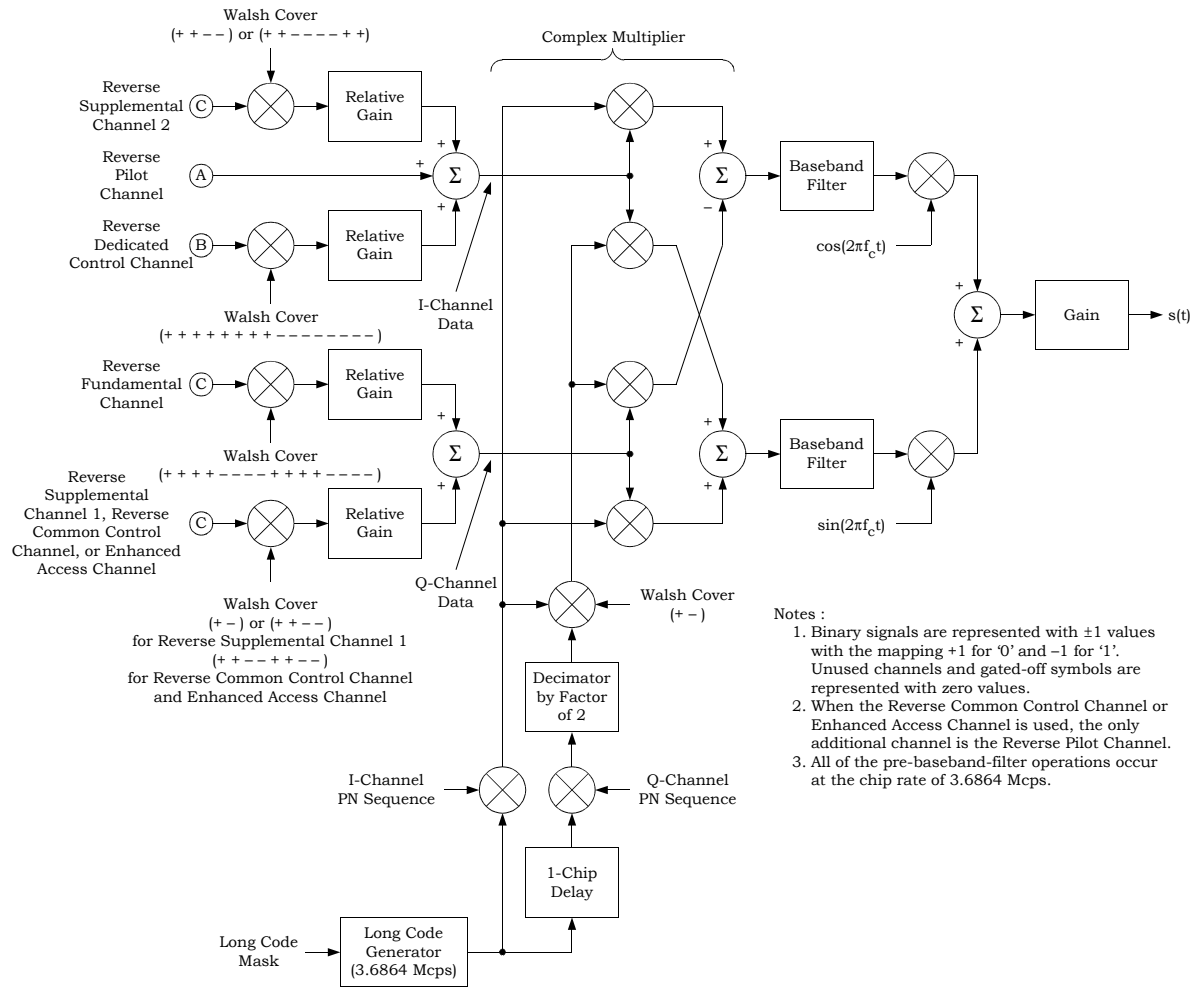 Walsh Cover
(+ + – – ) or (+ + – – – – + +)
Complex Multiplier
Reverse
Supplemental
Channel 2
C
Relative
Gain
+
+
Reverse
Pilot
Channel
A
+
Σ
Σ
–
Baseband
Filter
+
Reverse
Dedicated
Control Channel
B
Relative
Gain
cos(2πfct)
I-Channel
Data
Walsh Cover
(+ + + + + + + + – – – – – – – – )
+
Σ
+
Gain
s(t)
Reverse
Fundamental
Channel
C
Relative
Gain
+
+
Σ
Σ
+
+
Baseband
Filter
Walsh Cover
(+ + + + – – – – + + + + – – – – )
Reverse
Supplemental
Channel 1, Reverse
Common Control
Channel, or Enhanced
Access Channel
C
Relative
Gain
sin(2πfct)
Q-Channel
Data
Walsh Cover
(+ – ) or (+ + – – )
for Reverse Supplemental Channel 1
(+ + – – + + – – )
for Reverse Common Control Channel
and Enhanced Access Channel
Walsh Cover
(+ – )
Decimator
by Factor
of 2
I-Channel
PN Sequence
Q-Channel
PN Sequence
1-Chip
Delay
Long Code
Mask
Long Code
Generator
(3.6864 Mcps)
Notes :
1. Binary signals are represented with ±1 values
with the mapping +1 for ‘0’ and –1 for ‘1’.
Unused channels and gated-off symbols are
represented with zero values.
2. When the Reverse Common Control Channel or
Enhanced Access Channel is used, the only
additional channel is the Reverse Pilot Channel.
3. All of the pre-baseband-filter operations occur
at the chip rate of 3.6864 Mcps.